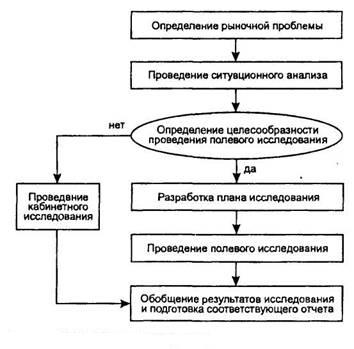 Определение рыночной проблемы
Проведение ситуационного анализа
Определение целесообразности
проведения полевого исследования
нет
да
Проведение
кабинетного
исследования
Разработка плана исследования
Проведение полевого исследования
Обобщение результатов исследования
и подготовка соответствующего отчета